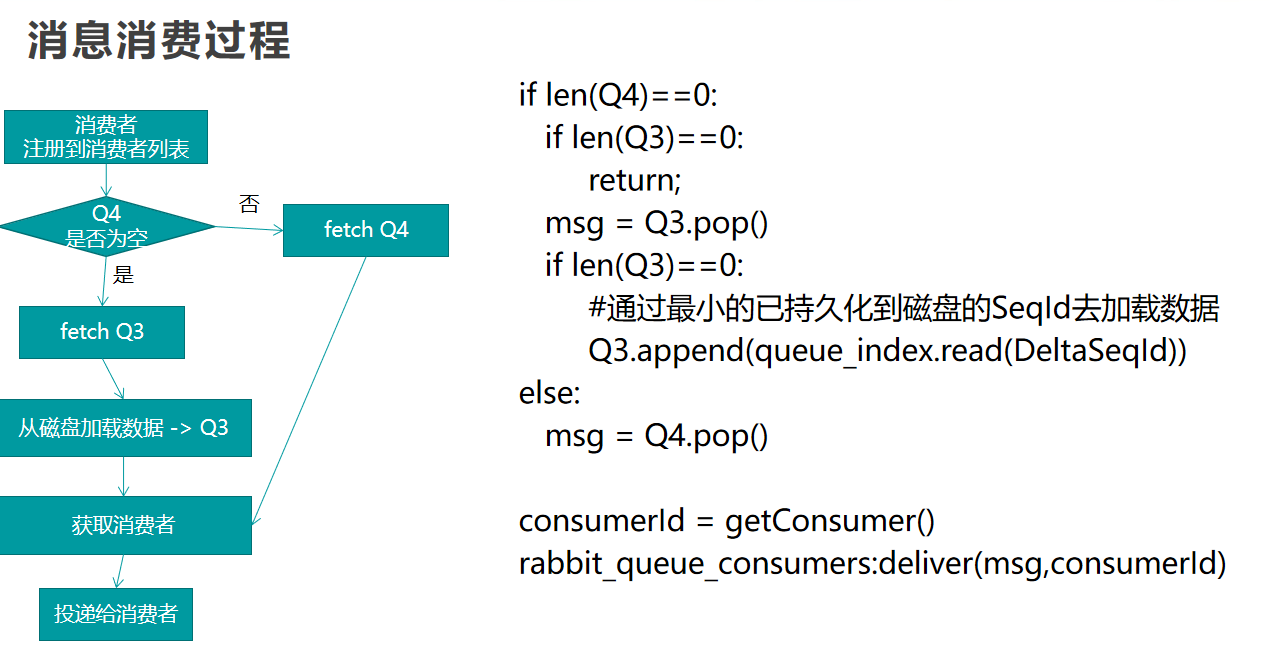 消息消费过程
消费者
注册到消费者列表
Q4
是否为空
否
fetch Q4
是
fetch Q3
从磁盘加载数据 -> Q3
获取消费者
投递给消费者
if len(Q4)==0:
if len(Q3)==0:
return;
msg = Q3.pop()
if len(Q3)==0:
#通过最小的已持久化到磁盘的SeqId去加载数据
Q3.append(queue_index.read(DeltaSeqId))
else:
msg = Q4.pop()
consumerId = getConsumer()
rabbit_queue_consumers:deliver(msg,consumerId)